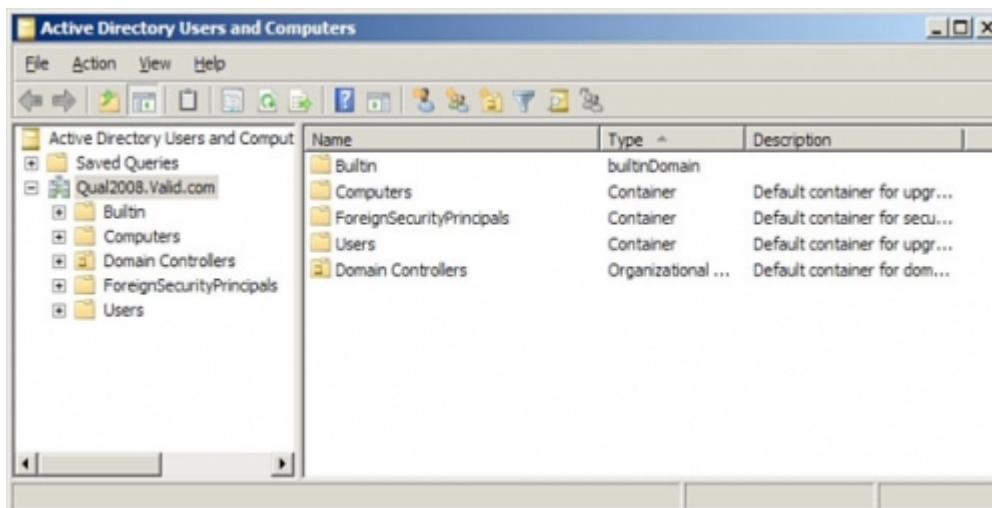 Active Directory Users and Computers
File Action View Help
Active Directory Users and Comput
Saved Queries
Qual2008.Valid.com
Builtin
Computers
Domain Controllers
ForeignSecurityPrincipals
Users
Name Type Description
Builtin builtinDomain
Computers Container Default container for upgr...
ForeignSecurityPrincipals Container Default container for secu...
Users Container Default container for upgr...
Domain Controllers Organizational ... Default container for dom...